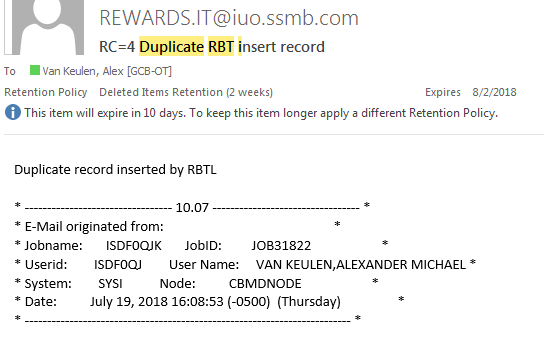 REWARDS.IT@iuo.ssmb.com
RC=4 Duplicate RBT insert record
To Van Keulen, Alex [GCB-OT]
Retention Policy Deleted Items Retention (2 weeks) Expires 8/2/2018
This item will expire in 10 days. To keep this item longer apply a different Retention Policy.
Duplicate record inserted by RBTL
* --------------------------------- 10.07 --------------------------------- *
* E-Mail originated from: *
* Jobname: ISDF0QJK JobID: JOB31822 *
* Userid: ISDF0QJ User Name: VAN KEULEN,ALEXANDER MICHAEL *
* System: SYSI Node: CBMDNODE *
* Date: July 19, 2018 16:08:53 (-0500) (Thursday) *
* ------------------------------------------------------------------------- *